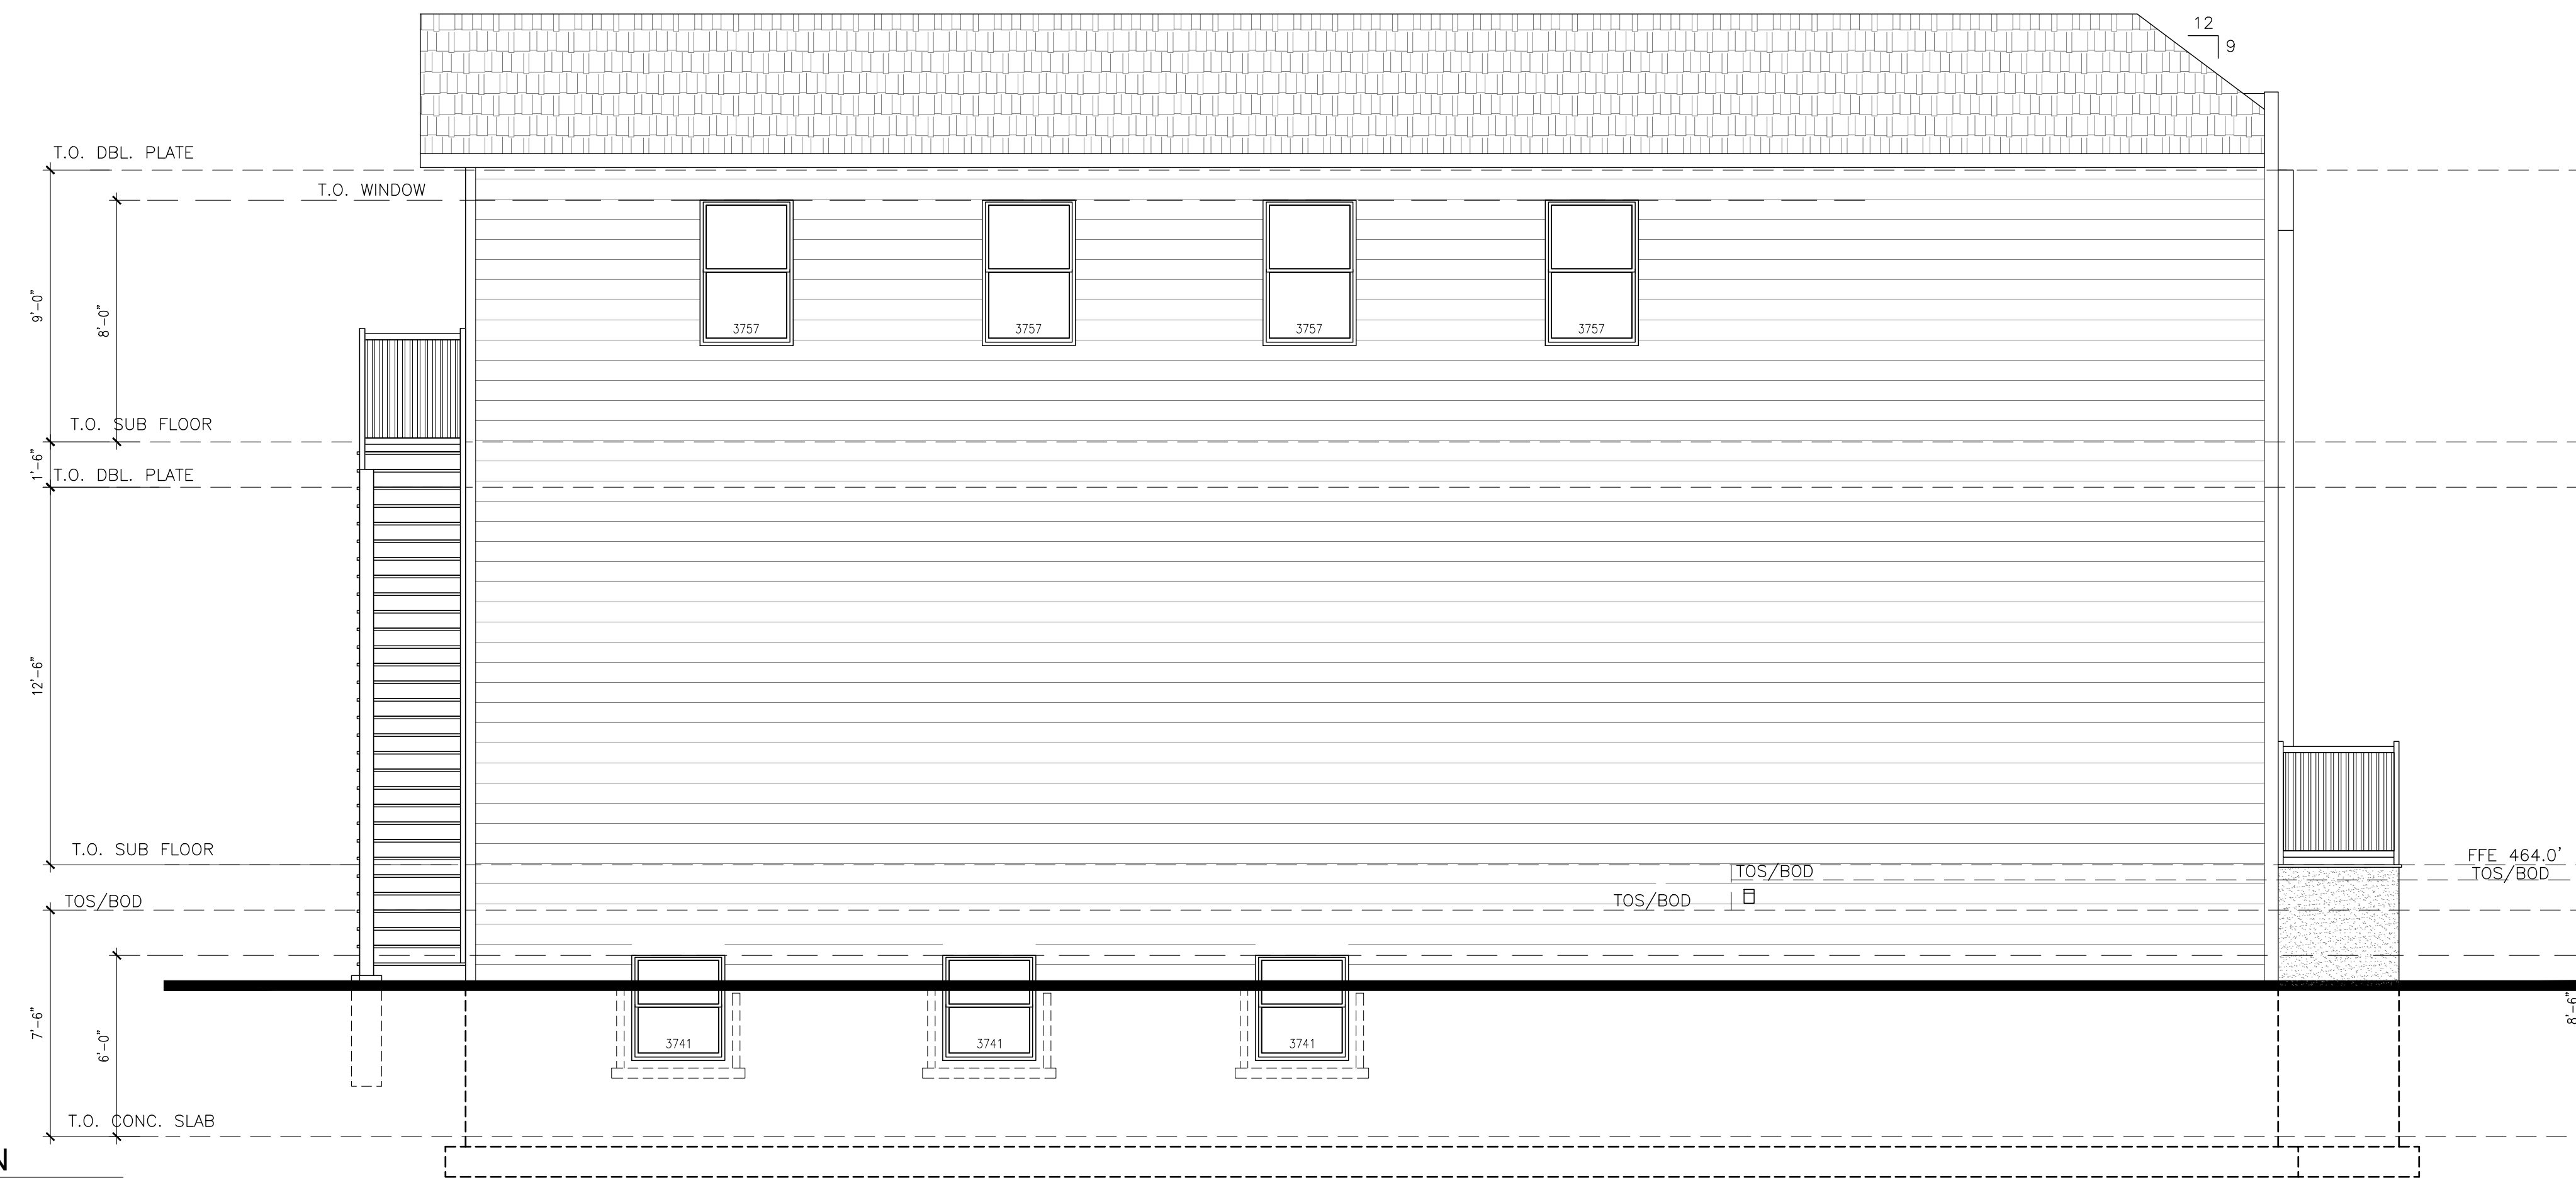 12
9
T.O. DBL. PLATE
T.O. WINDOW
9'-0"
8'-0"
3757
3757
3757
3757
T.O. SUB FLOOR
1'-6"
T.O. DBL. PLATE
12'-6"
T.O. SUB FLOOR
FFE 464.0'
TOS/BOD
TOS/BOD
TOS/BOD
TOS/BOD
7'-6"
6'-0"
8'-6"
3741
3741
3741
T.O. CONC. SLAB
N